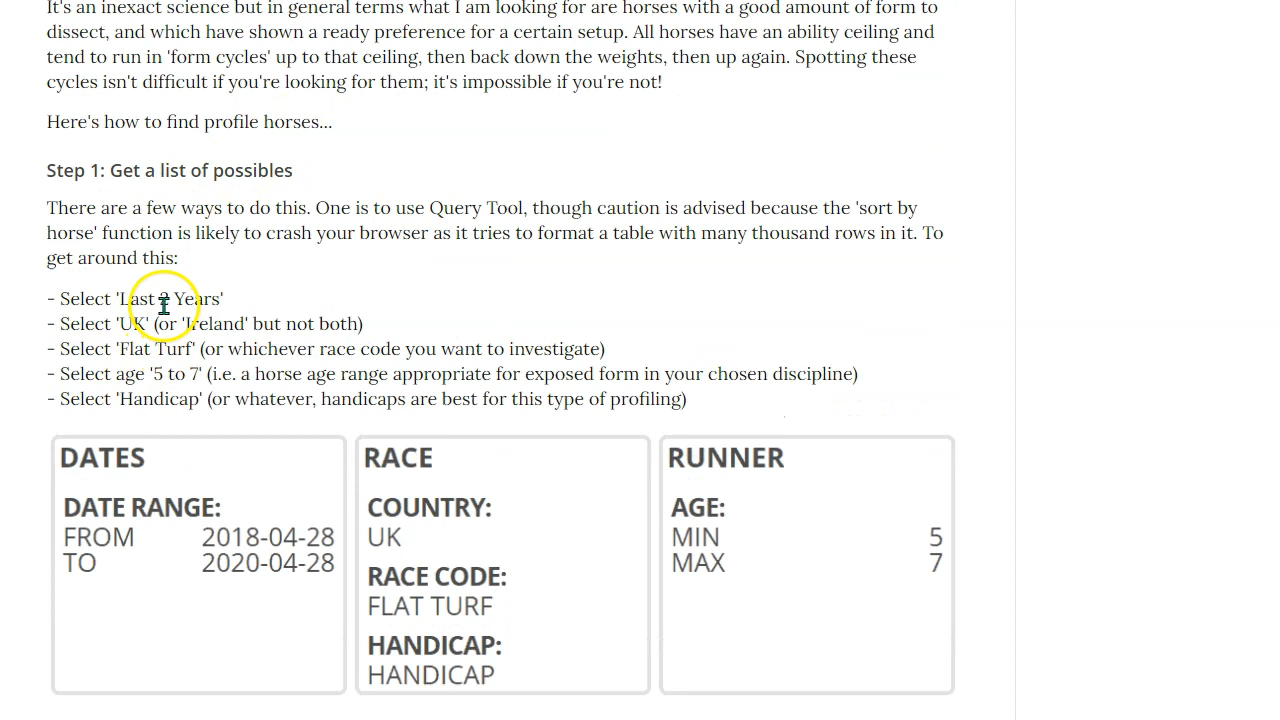 It's an inexact science but in general terms what I am looking for are horses with a good amount of form to
dissect, and which have shown a ready preference for a certain setup. All horses have an ability ceiling and
tend to run in 'form cycles' up to that ceiling, then back down the weights, then up again. Spotting these
cycles isn't difficult if you're looking for them; it's impossible if you're not!
Here's how to find profile horses...
Step 1: Get a list of possibles
There are a few ways to do this. One is to use Query Tool, though caution is advised because the 'sort by
horse' function is likely to crash your browser as it tries to format a table with many thousand rows in it. To
get around this:
- Select 'Last 2 Years'
- Select 'UK' (or 'Ireland' but not both)
- Select 'Flat Turf' (or whichever race code you want to investigate)
- Select age '5 to 7' (i.e. a horse age range appropriate for exposed form in your chosen discipline)
- Select 'Handicap' (or whatever, handicaps are best for this type of profiling)
DATES
DATE RANGE:
FROM 2018-04-28
TO 2020-04-28
RACE
COUNTRY:
UK
RACE CODE:
FLAT TURF
HANDICAP:
HANDICAP
RUNNER
AGE:
MIN 5
MAX 7